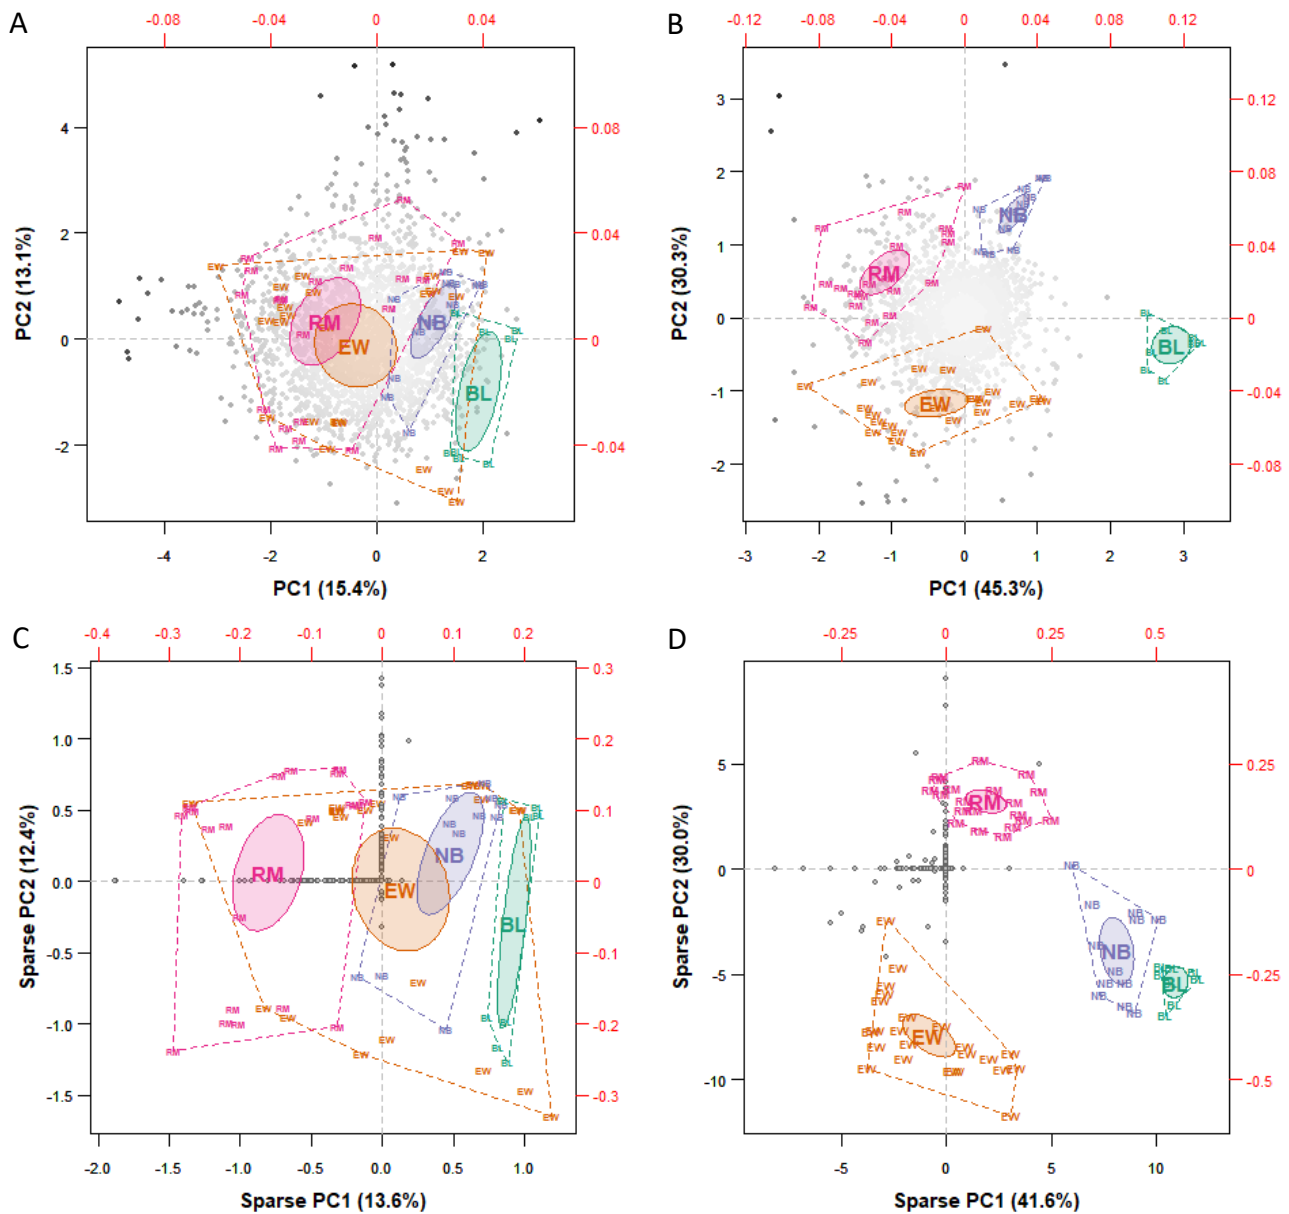 A
-0.08 -0.04 0 0.04
PC2 (13.1%)
4
2
0
-2
0.08
0.04
0
-0.04
RM
EW
NB
BL
-4 -2 0 2
PC1 (15.4%)
B
-0.12 -0.08 -0.04 0 0.04 0.08 0.12
PC2 (30.3%)
3
2
1
0
-1
-2
0.12
0.08
0.04
0
-0.04
-0.08
NB
RM
BL
EW
-3 -2 -1 0 1 2 3
PC1 (45.3%)
C
-0.4 -0.3 -0.2 -0.1 0 0.1 0.2
Sparse PC2 (12.4%)
1.5
1.0
0.5
0.0
-0.5
-1.0
-1.5
0.3
0.2
0.1
0
-0.1
-0.2
-0.3
RM
EW
NB
BL
-2.0 -1.5 -1.0 -0.5 0.0 0.5 1.0
Sparse PC1 (13.6%)
D
-0.25 0 0.25 0.5
Sparse PC2 (30.0%)
5
0
-5
-10
0.25
0
-0.25
-0.5
RM
NB
BL
EW
-5 0 5 10
Sparse PC1 (41.6%)